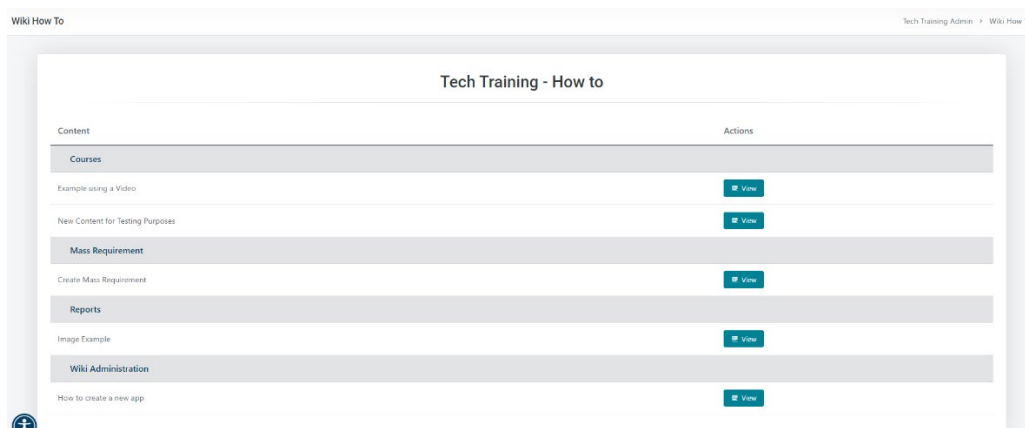 Wiki How To
Tech Training Admin > Wiki How
Tech Training - How to
Content Actions
Courses
Example using a Video View
New Content for Testing Purposes View
Mass Requirement
Create Mass Requirement View
Reports
Image Example View
Wiki Administration
How to create a new app View